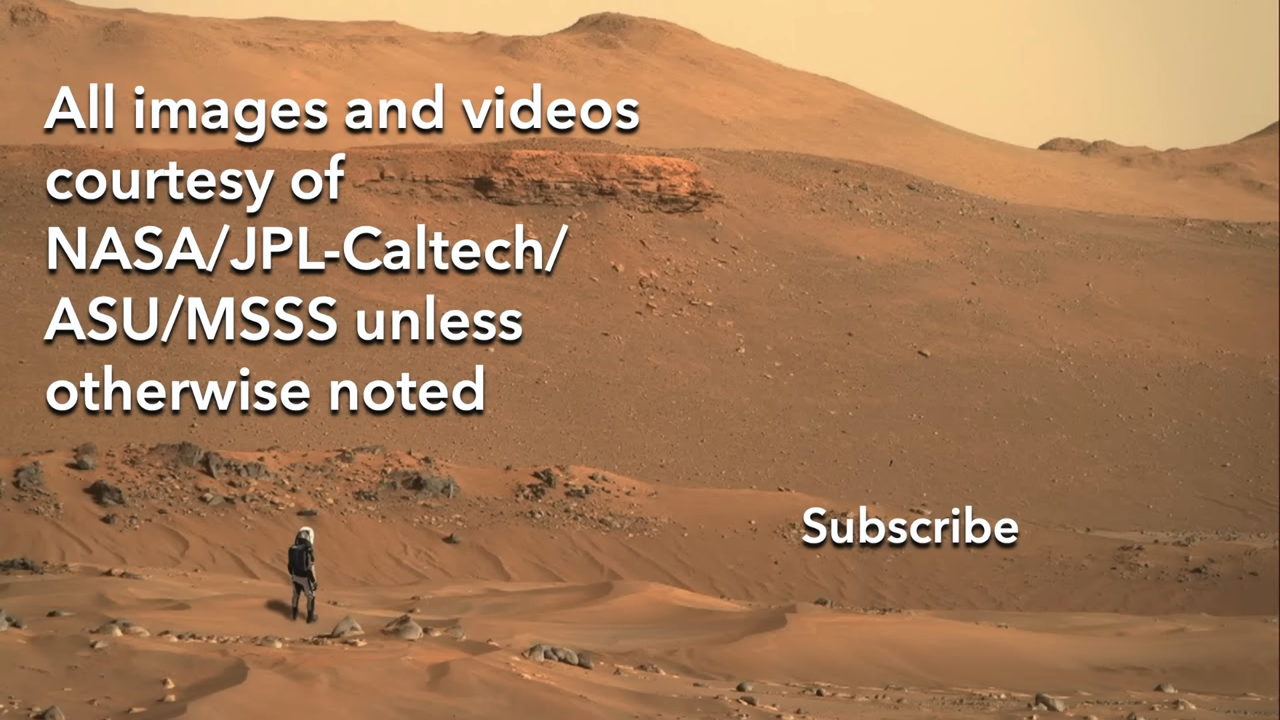 All images and videos
courtesy of
NASA/JPL-Caltech/
ASU/MSSS unless
otherwise noted
Subscribe